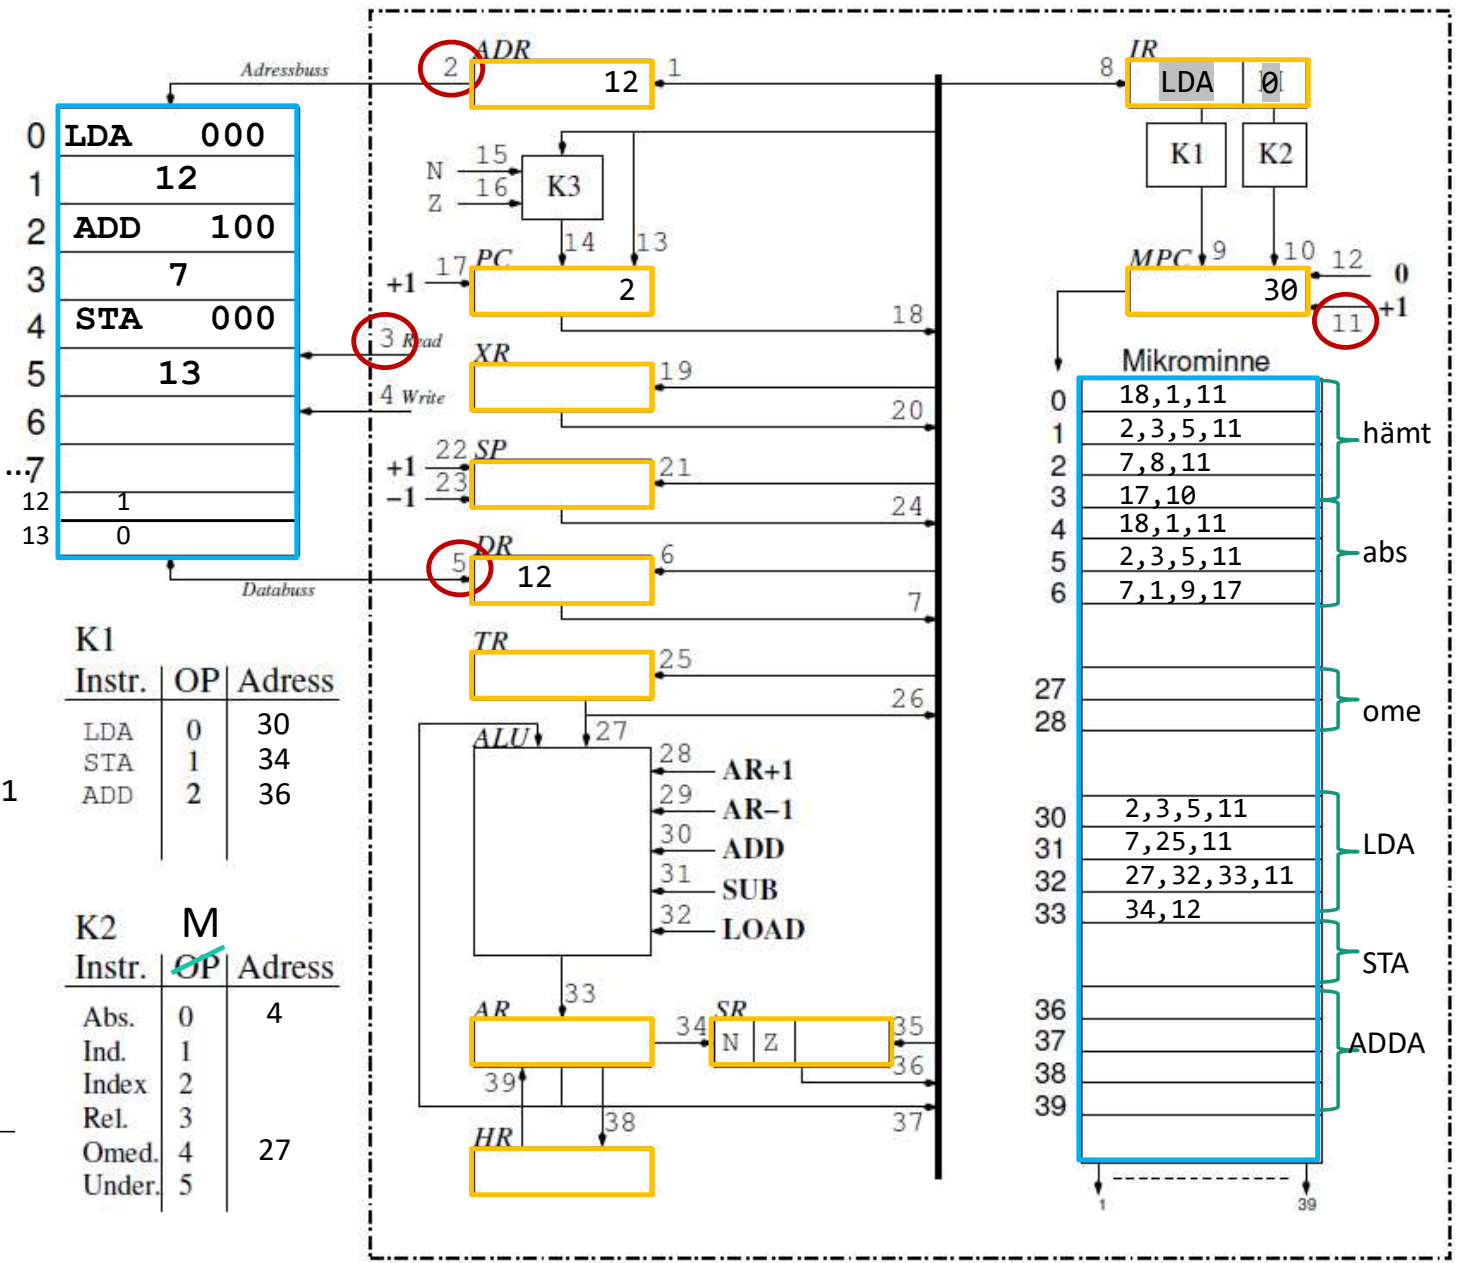 Adressbuss
2
ADR
12
1
8
IR
LDA 0
K1
K2
0 LDA 000
1 12
2 ADD 100
3 7
4 STA 000
5 13
6
...7
12 1
13 0
Databuss
N 15
Z 16
K3
14
13
+1 17
PC
2
18
3 Read
4 Write
XR
19
20
+1 22
-1 23
SP
21
24
5
DR
12
6
7
TR
25
26
27
ALU
28 AR+1
29 AR−1
30 ADD
31 SUB
32 LOAD
33
AR
34
SR
N Z
35
36
37
39
38
HR
MPC
9
10
12 0
30
11 +1
Mikrominne
0 18,1,11
1 2,3,5,11
2 7,8,11
3 17,10
hämt
4 18,1,11
5 2,3,5,11
6 7,1,9,17
abs
27
28
ome
30 2,3,5,11
31 7,25,11
32 27,32,33,11
33 34,12
LDA
STA
36
37
38
39
ADDA
1
39
K1
Instr. OP Adress
LDA 0 30
STA 1 34
ADD 2 36
1
K2 M
Instr. OP Adress
Abs. 0 4
Ind. 1
Index 2
Rel. 3
Omed. 4 27
Under. 5